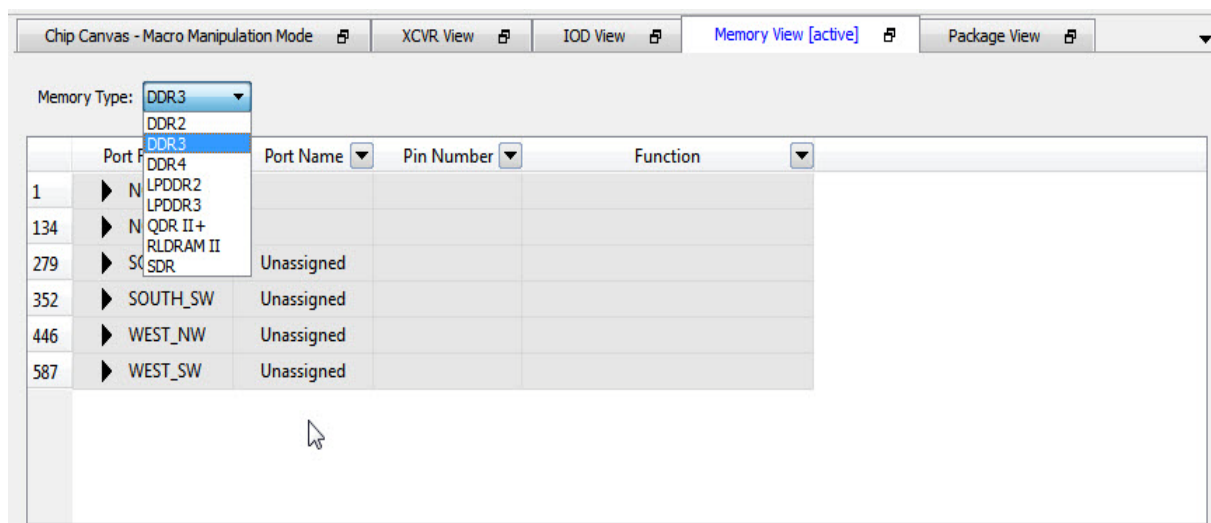 Chip Canvas - Macro Manipulation Mode XCVR View IOD View Memory View [active] Package View
Memory Type: DDR3
DDR2
DDR3
DDR4
LPDDR2
LPDDR3
QDR II+
RLDRAM II
SDR
Port Port Name Pin Number Function
1
134
279 Unassigned
352 SOUTH_SW Unassigned
446 WEST_NW Unassigned
587 WEST_SW Unassigned